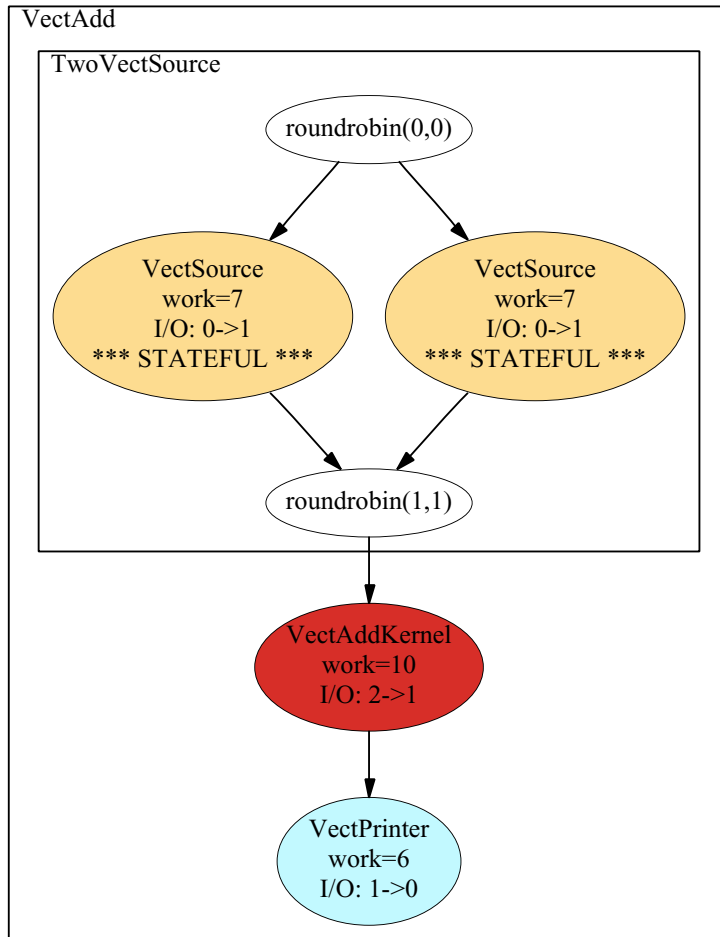 VectAdd
TwoVectSource
roundrobin(0,0)
VectSource
work=7
I/O: 0->1
*** STATEFUL ***
VectSource
work=7
I/O: 0->1
*** STATEFUL ***
roundrobin(1,1)
VectAddKernel
work=10
I/O: 2->1
VectPrinter
work=6
I/O: 1->0